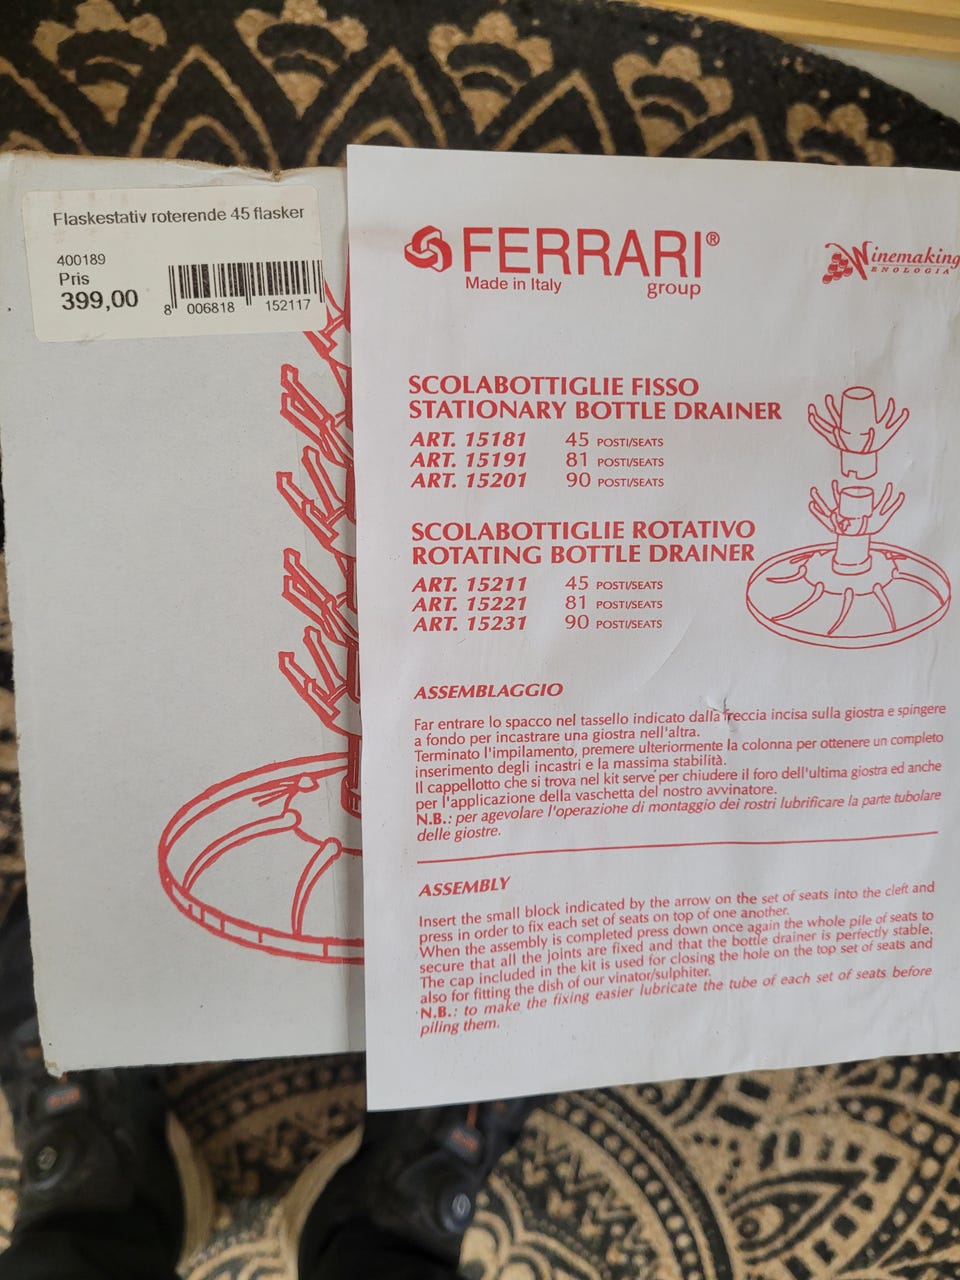 Flaskestativ roterende 45 flasker
400189
Pris
399,00
8 006818 152117
FERRARI®
Made in Italy
group
Winemaking
ENOLOGIA
SCOLABOTTIGLIE FISSO
STATIONARY BOTTLE DRAINER
ART. 15181 45 POSTI/SEATS
ART. 15191 81 POSTI/SEATS
ART. 15201 90 POSTI/SEATS
SCOLABOTTIGLIE ROTATIVO
ROTATING BOTTLE DRAINER
ART. 15211 45 POSTI/SEATS
ART. 15221 81 POSTI/SEATS
ART. 15231 90 POSTI/SEATS
ASSEMBLAGGIO
Far entrare lo spacco nel tassello indicato dalla freccia incisa sulla giostra e spingere
a fondo per incastrare una giostra nell'altra.
Terminato l'impilamento, premere ulteriormente la colonna per ottenere un completo
inserimento degli incastri e la massima stabilità.
Il cappellotto che si trova nel kit serve per chiudere il foro dell'ultima giostra ed anche
per l'applicazione della vaschetta del nostro avvinatore.
N.B.: per agevolare l'operazione di montaggio dei rostri lubrificare la parte tubolare
delle giostre.
ASSEMBLY
Insert the small block indicated by the arrow on the set of seats into the cleft and
press in order to fix each set of seats on top of one another.
When the assembly is completed press down once again the whole pile of seats to
secure that all the joints are fixed and that the bottle drainer is perfectly stable.
The cap included in the kit is used for closing the hole on the top set of seats and
also for fitting the dish of our vinator/sulphiter.
N.B.: to make the fixing easier lubricate the tube of each set of seats before
piling them.